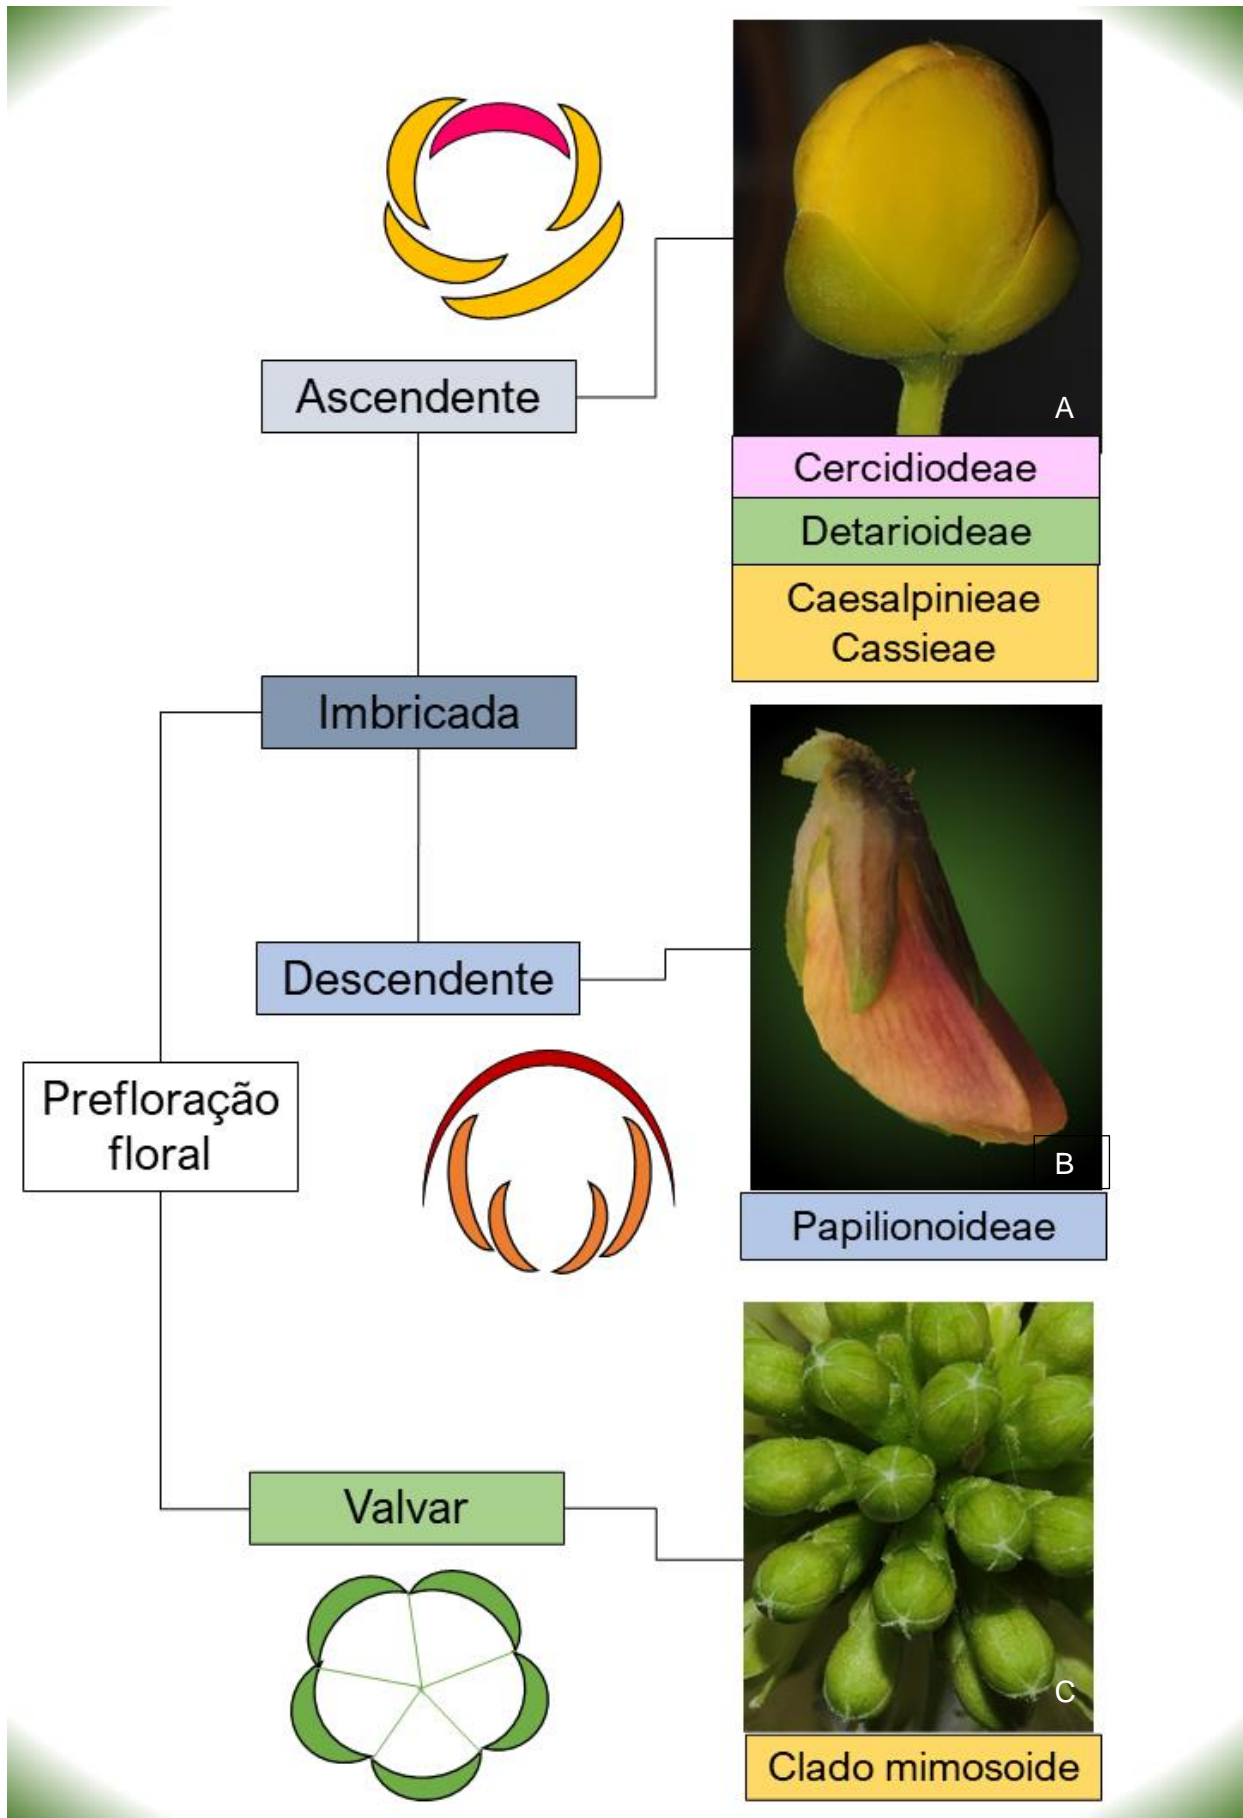 Ascendente
A
Cercidiodeae
Detarioideae
Caesalpinieae
Cassieae
Imbricada
Descendente
Prefloração
floral
B
Papilionoideae
Valvar
C
Clado mimosoide